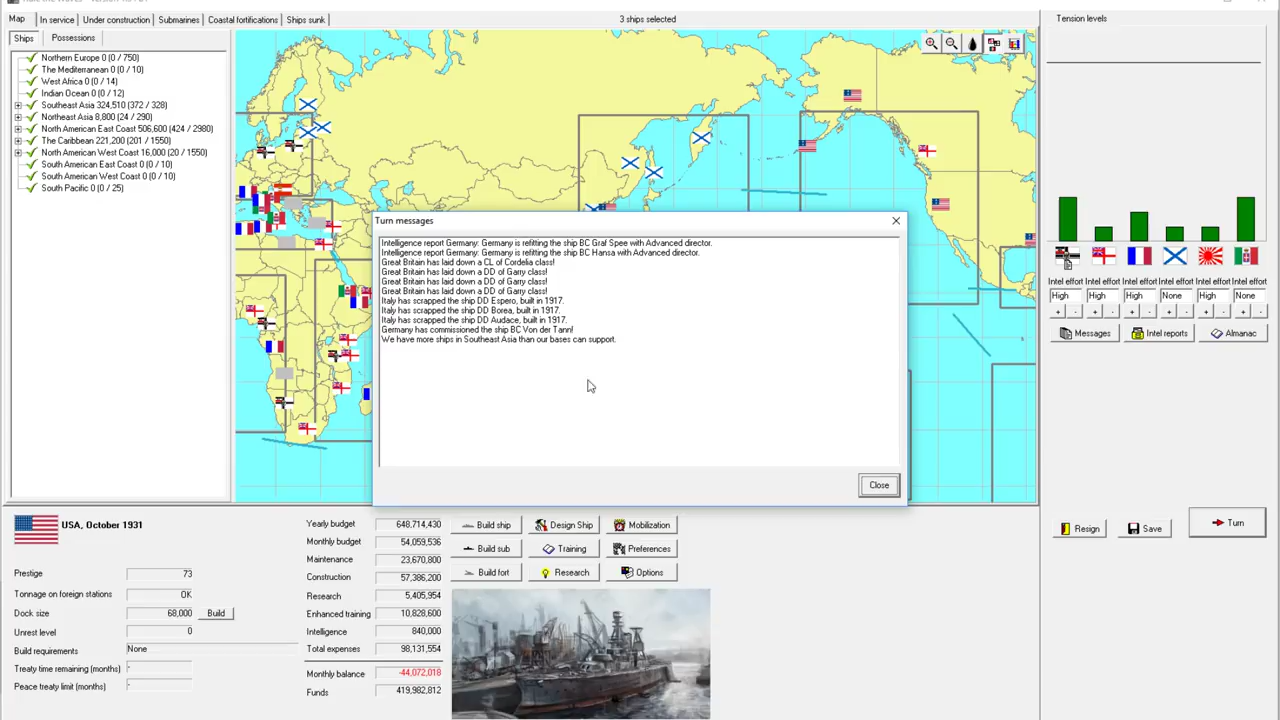 Map
In service
Under construction
Submarines
Coastal fortifications
Ships sunk
3 ships selected
Tension levels
Ships
Possessions
Northern Europe 0 (0 / 750)
The Mediterranean 0 (0 / 10)
West Africa 0 (0 / 14)
Indian Ocean 0 (0 / 12)
Southeast Asia 324,510 (372 / 328)
Northeast Asia 8,800 (24 / 290)
North American East Coast 506,600 (424 / 2980)
The Caribbean 221,200 (201 / 1550)
North American West Coast 16,000 (20 / 1550)
South American East Coast 0 (0 / 10)
South American West Coast 0 (0 / 10)
South Pacific 0 (0 / 25)
Turn messages
Intelligence report Germany: Germany is refitting the ship BC Graf Spee with Advanced director.
Intelligence report Germany: Germany is refitting the ship BC Hansa with Advanced director.
Great Britain has laid down a CL of Cordelia class!
Great Britain has laid down a DD of Garry class!
Great Britain has laid down a DD of Garry class!
Great Britain has laid down a DD of Garry class!
Italy has scrapped the ship DD Espero, built in 1917.
Italy has scrapped the ship DD Borea, built in 1917.
Italy has scrapped the ship DD Audace, built in 1917.
Germany has commissioned the ship BC Von der Tann!
We have more ships in Southeast Asia than our bases can support.
Close
Intel effort Intel effort Intel effort Intel effort Intel effort Intel effort
High High High None High None
+ - + - + - + - + - + -
Messages
Intel reports
Almanac
USA, October 1931
Prestige 73
Tonnage on foreign stations OK
Dock size 68,000 Build
Unrest level 0
Build requirements None
Treaty time remaining (months) -
Peace treaty limit (months) -
Yearly budget 648,714,430
Monthly budget 54,059,536
Maintenance 23,670,800
Construction 57,386,200
Research 5,405,954
Enhanced training 10,828,600
Intelligence 840,000
Total expenses 98,131,554
Monthly balance -44,072,018
Funds 419,982,812
Build ship Design Ship Mobilization
Build sub Training Preferences
Build fort Research Options
Resign Save Turn